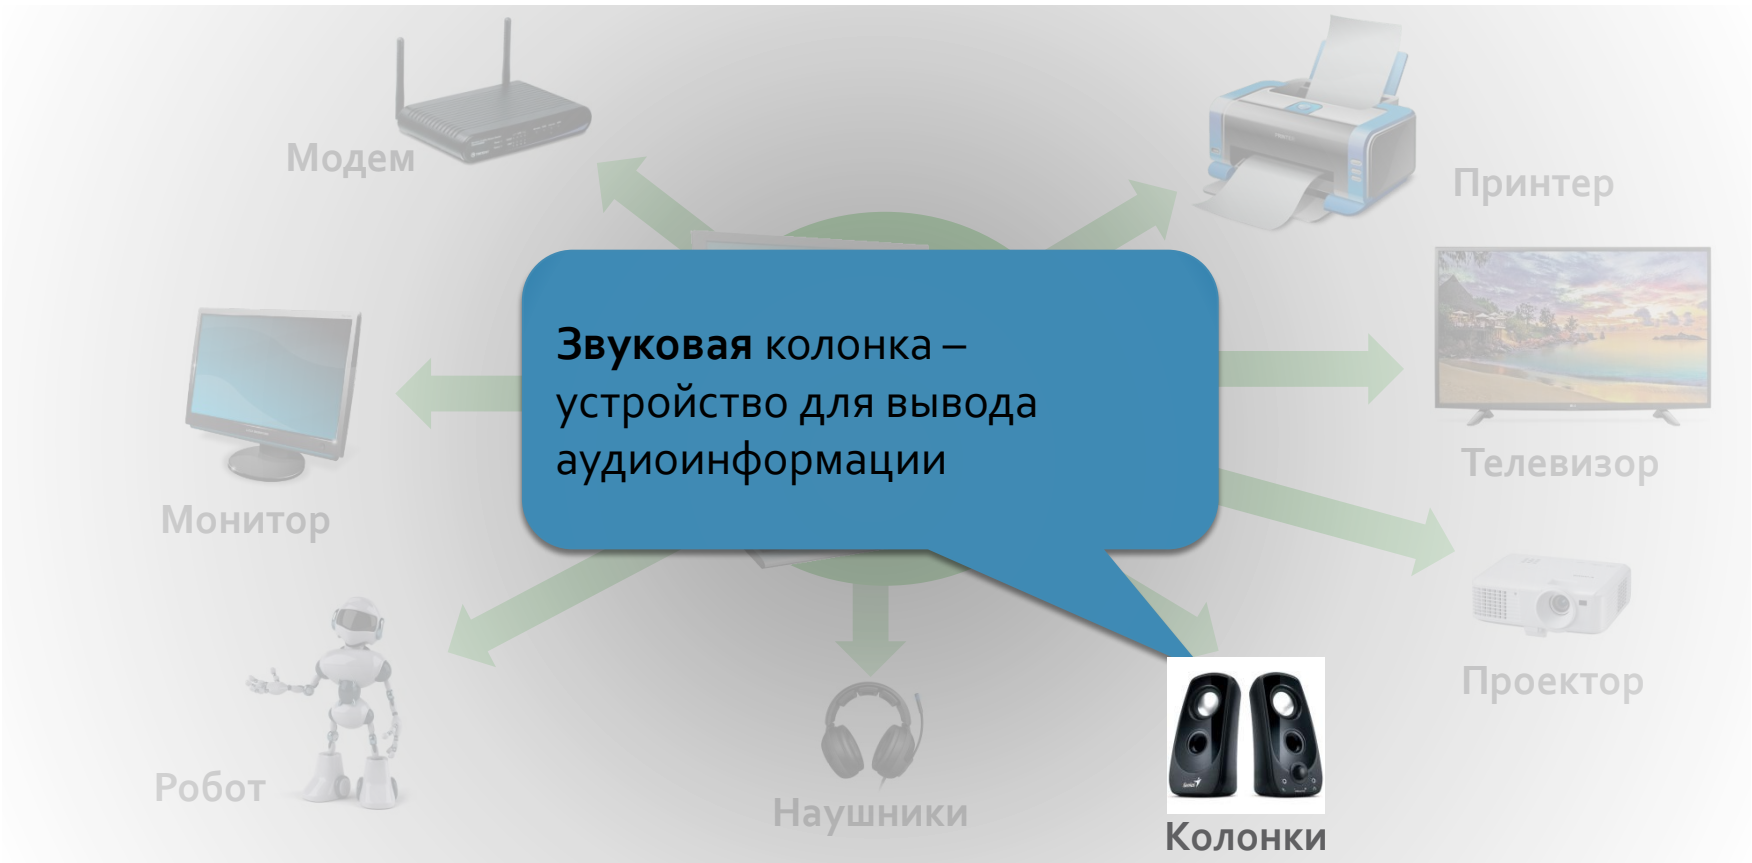 Модем
Принтер
Звуковая колонка –
устройство для вывода
аудиоинформации
Телевизор
Монитор
Проектор
Робот
Наушники
Колонки